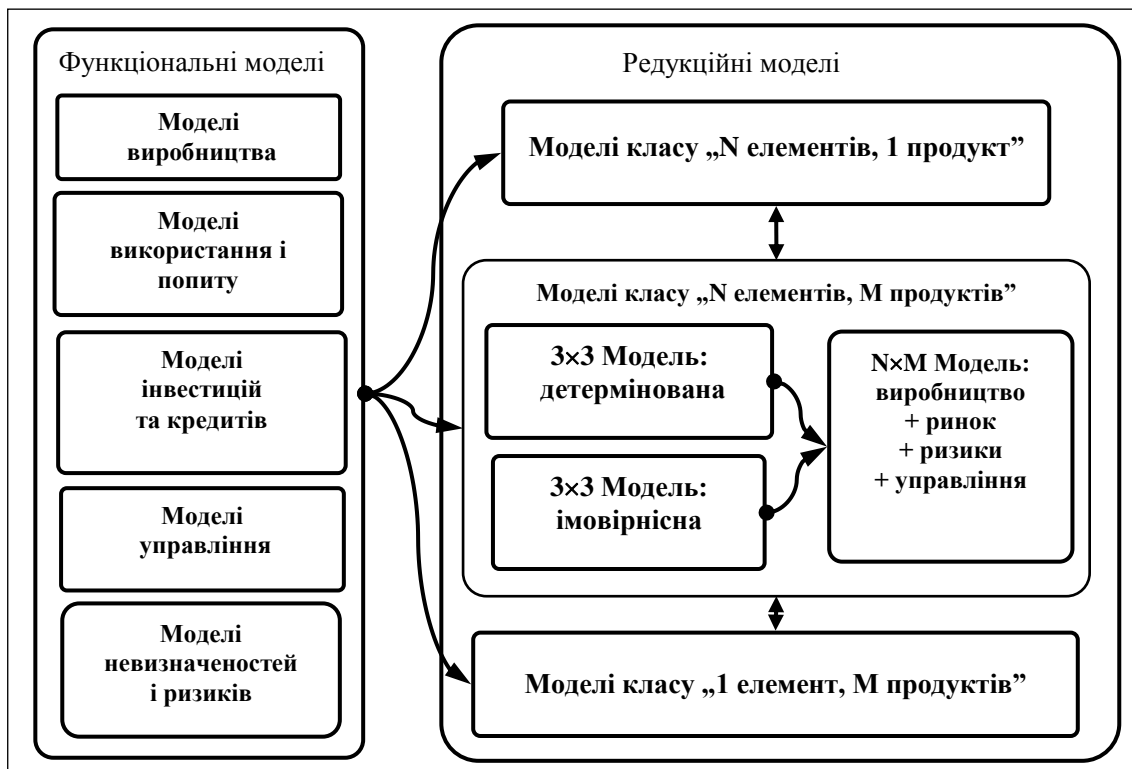 Функціональні моделі
Моделі
виробництва
Моделі
використання і
попиту
Моделі
інвестицій
та кредитів
Моделі
управління
Моделі
невизначеностей
і ризиків
Редукційні моделі
Моделі класу „N елементів, 1 продукт”
Моделі класу „N елементів, M продуктів”
3×3 Модель:
детермінована
3×3 Модель:
імовірнісна
N×M Модель:
виробництво
+ ринок
+ ризики
+ управління
Моделі класу „1 елемент, M продуктів”